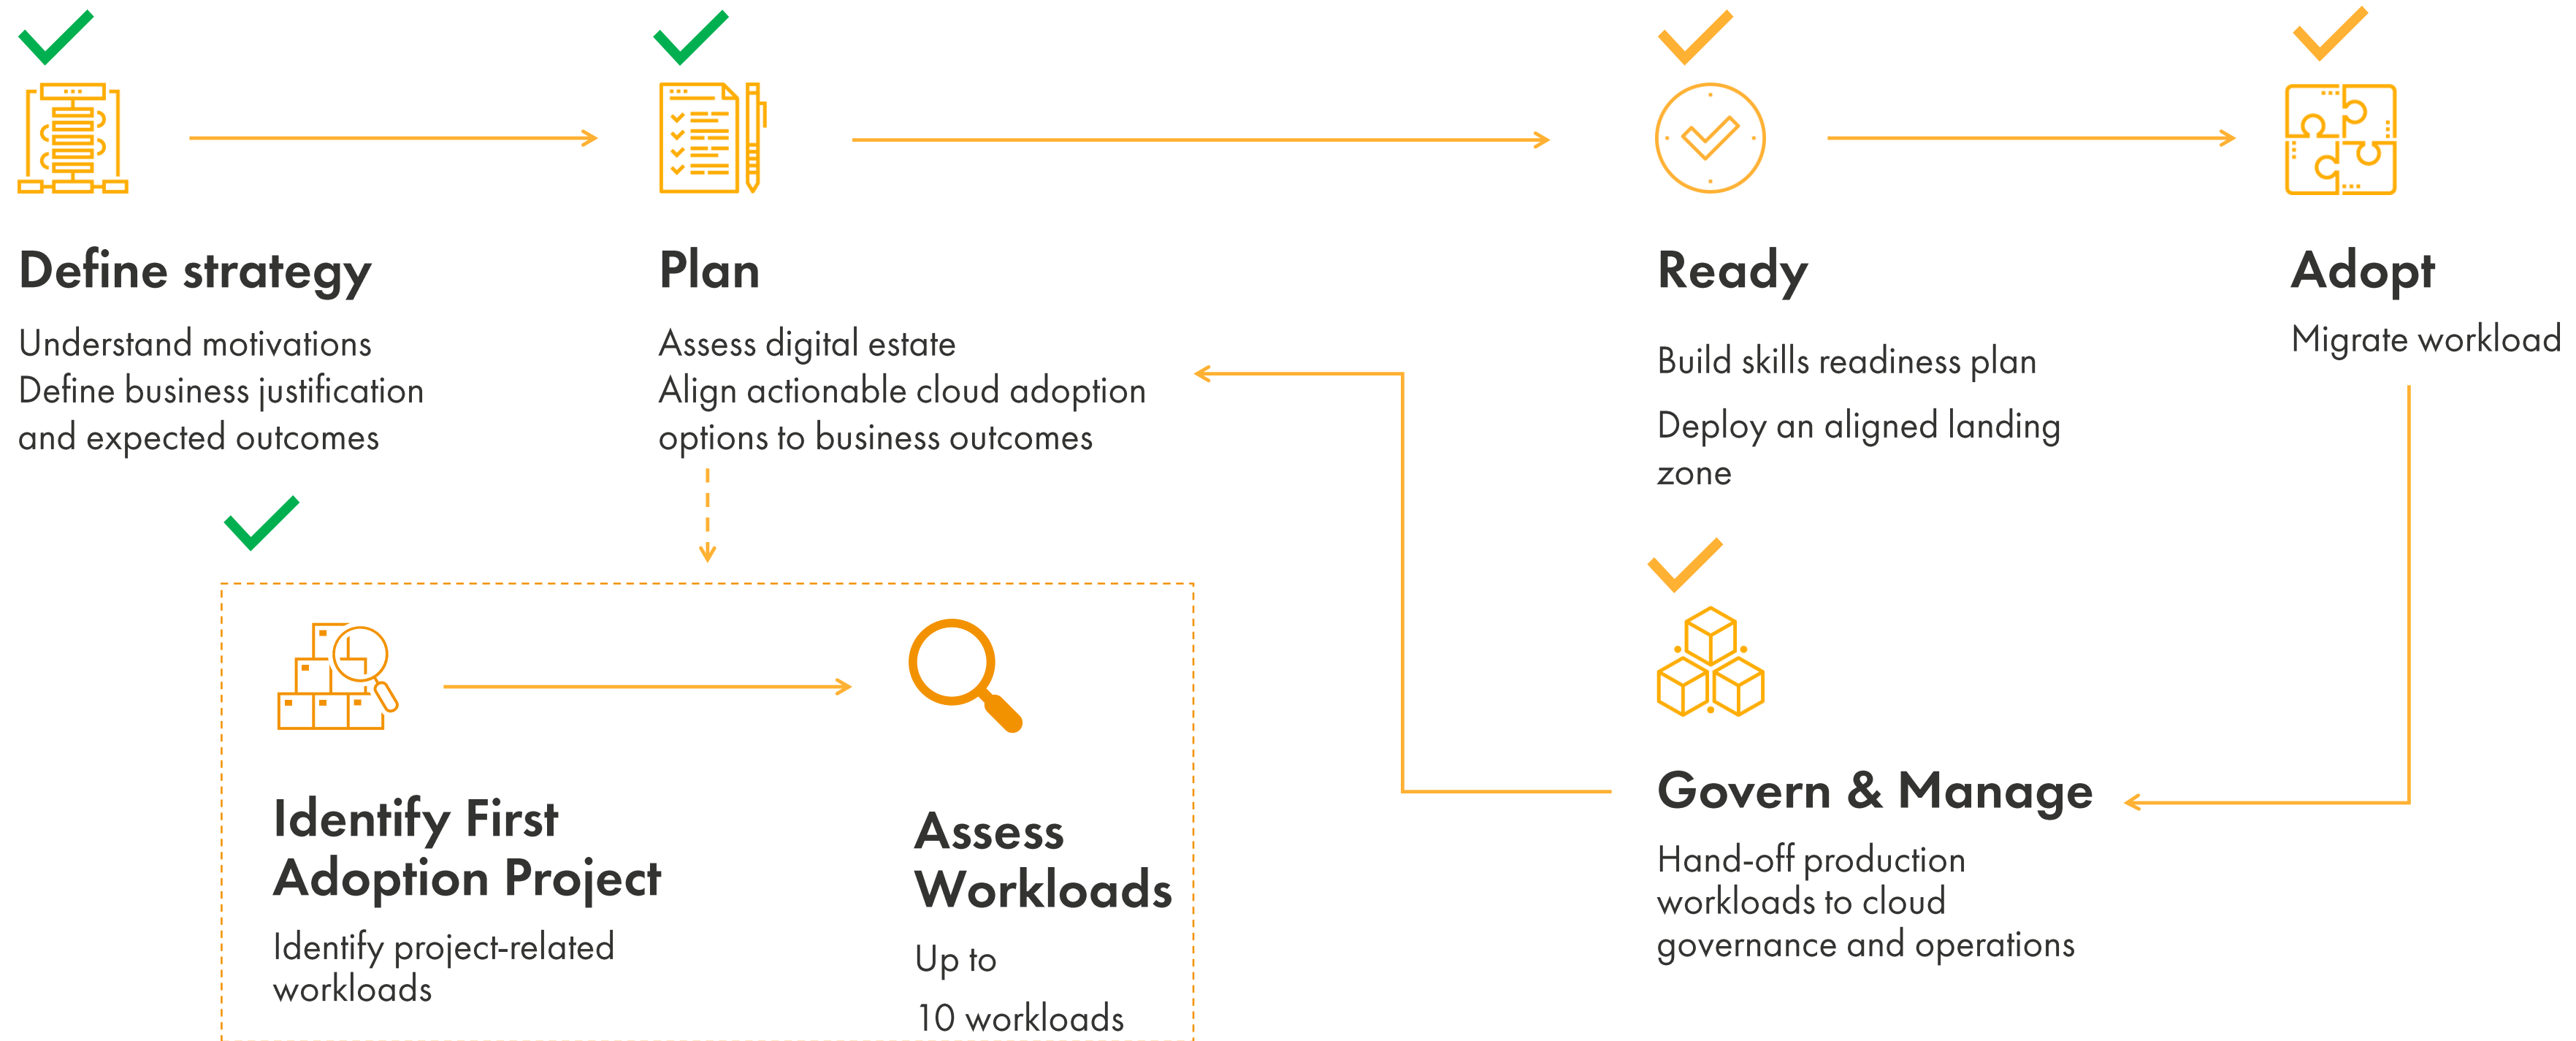 Define strategy
Understand motivations
Define business justification
and expected outcomes
Plan
Assess digital estate
Align actionable cloud adoption
options to business outcomes
Ready
Build skills readiness plan
Deploy an aligned landing
zone
Adopt
Migrate workload
Identify First
Adoption Project
Identify project-related
workloads
Assess
Workloads
Up to
10 workloads
Govern & Manage
Hand-off production
workloads to cloud
governance and operations